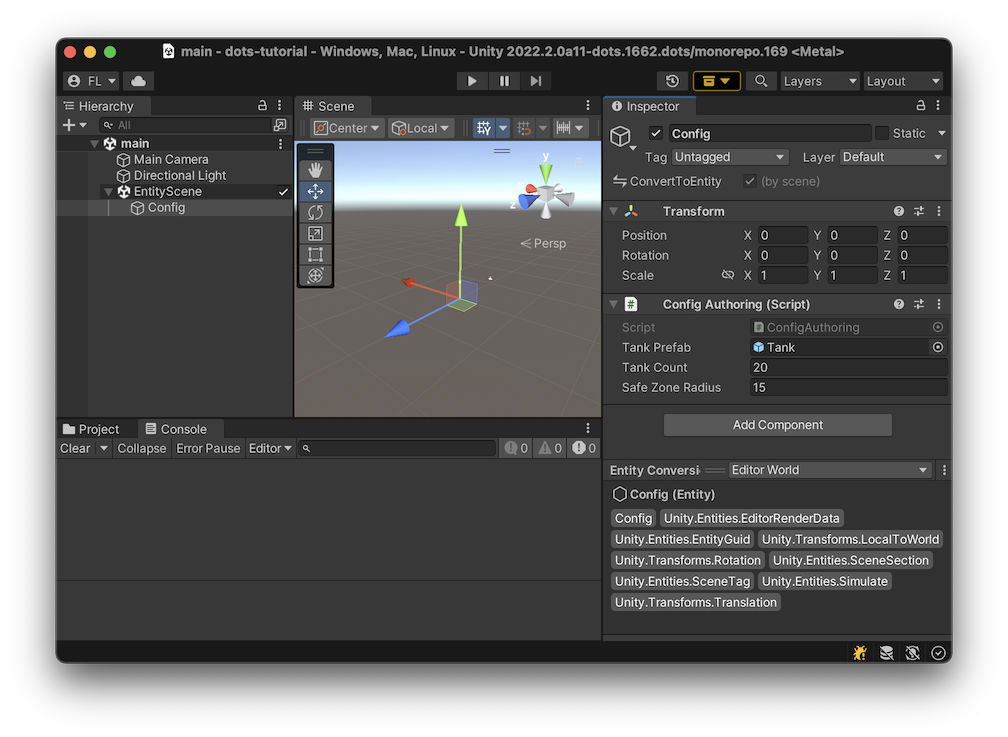 main - dots-tutorial - Windows, Mac, Linux - Unity 2022.2.0a11-dots.1662.dots/monorepo.169 <Metal>
FL
Layers
Layout
Hierarchy
All
main
Main Camera
Directional Light
EntityScene
Config
Scene
Center
Local
y
z
Persp
Inspector
Config
Static
Tag Untagged Layer Default
ConvertToEntity (by scene)
Transform
Position X 0 Y 0 Z 0
Rotation X 0 Y 0 Z 0
Scale X 1 Y 1 Z 1
# Config Authoring (Script)
Script # ConfigAuthoring
Tank Prefab Tank
Tank Count 20
Safe Zone Radius 15
Add Component
Project
Console
Clear Collapse Error Pause Editor 0 0 0
Entity Conversi Editor World
Config (Entity)
Config Unity.Entities.EditorRenderData
Unity.Entities.EntityGuid Unity.Transforms.LocalToWorld
Unity.Transforms.Rotation Unity.Entities.SceneSection
Unity.Entities.SceneTag Unity.Entities.Simulate
Unity.Transforms.Translation